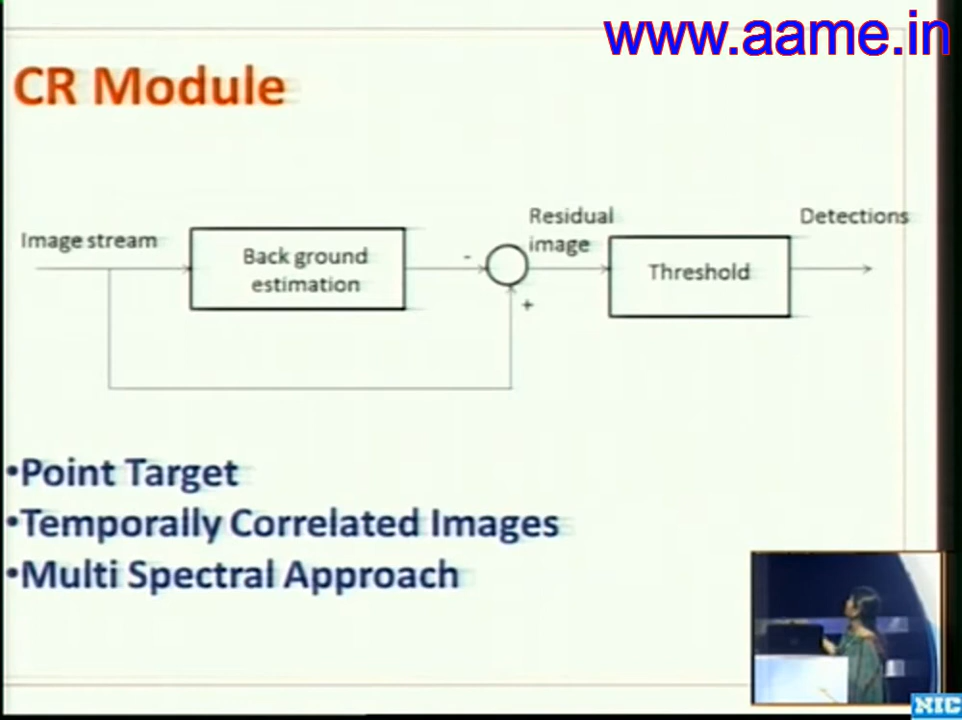 www.aame.in
CR Module
Image stream
Back ground
estimation
-
+
Residual
image
Threshold
Detections
•Point Target
•Temporally Correlated Images
•Multi Spectral Approach
NIC